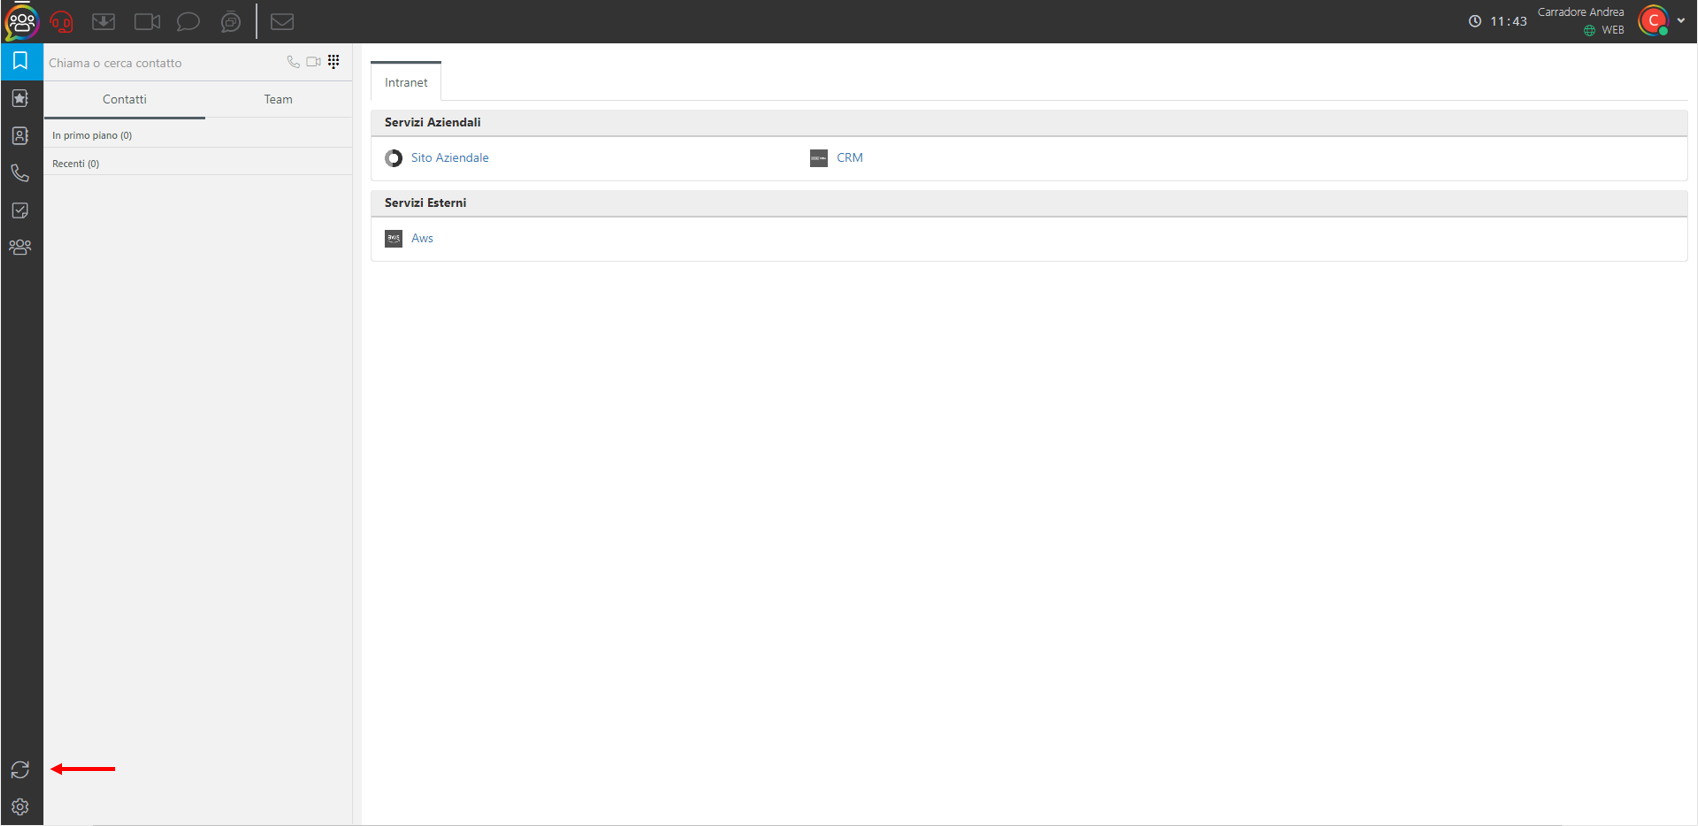 11:43
Carradore Andrea
WEB
C
Chiama o cerca contatto
Contatti
Team
In primo piano (0)
Recenti (0)
Intranet
Servizi Aziendali
Sito Aziendale
CRM
Servizi Esterni
Aws